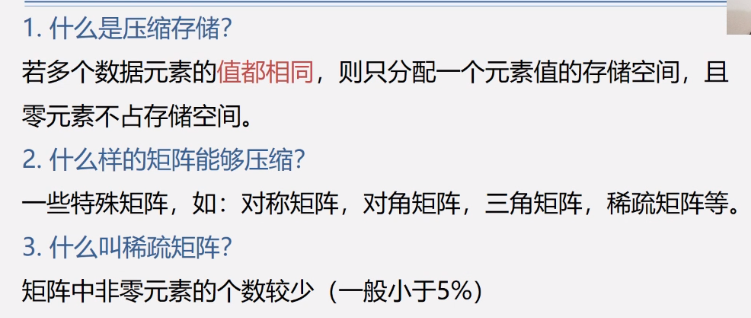 1. 什么是压缩存储？
若多个数据元素的值都相同，则只分配一个元素值的存储空间，且
零元素不占存储空间。
2. 什么样的矩阵能够压缩？
一些特殊矩阵，如：对称矩阵，对角矩阵，三角矩阵，稀疏矩阵等。
3. 什么叫稀疏矩阵？
矩阵中非零元素的个数较少（一般小于5%）